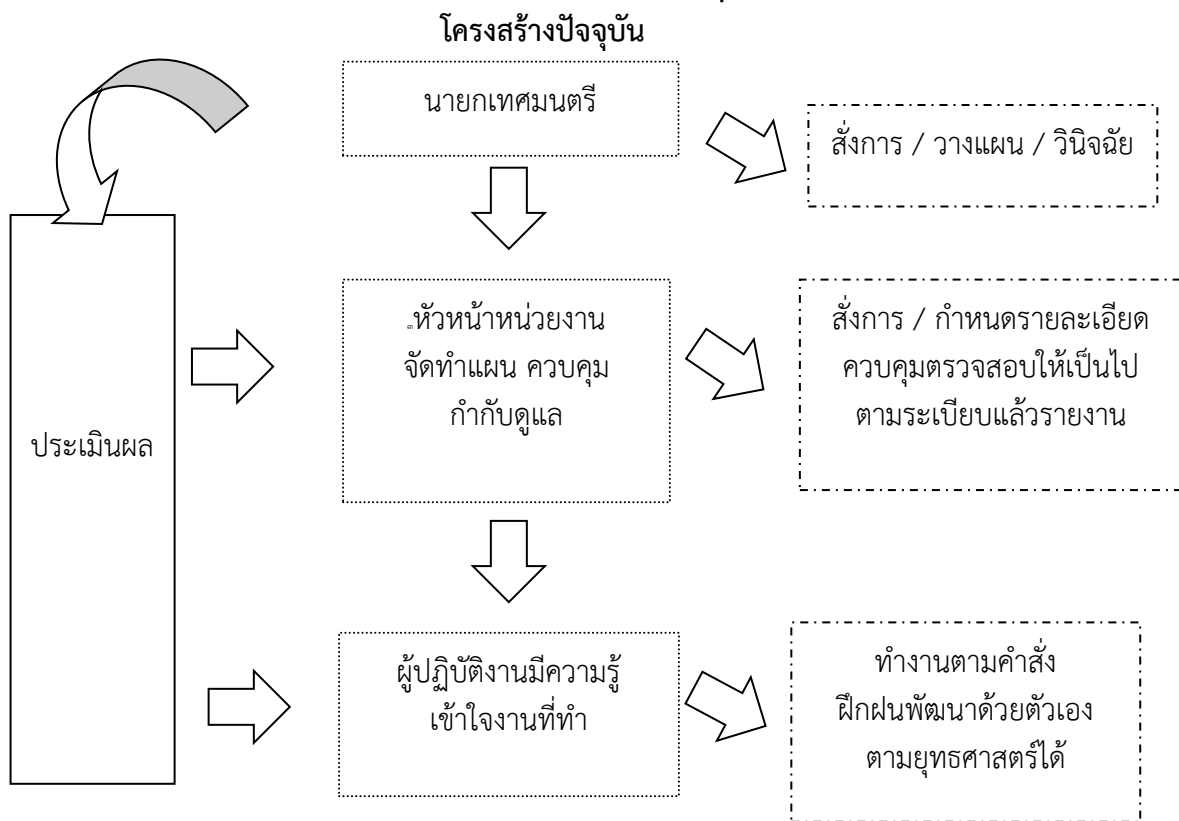 โครงสร้างปัจจุบัน
นายกเทศมนตรี
สั่งการ / วางแผน / วินิจฉัย
หัวหน้าหน่วยงาน
จัดทำแผน ควบคุม
กำกับดูแล
สั่งการ / กำหนดรายละเอียด
ควบคุมตรวจสอบให้เป็นไป
ตามระเบียบแล้วรายงาน
ประเมินผล
ผู้ปฏิบัติงานมีความรู้
เข้าใจงานที่ทำ
ทำงานตามคำสั่ง
ฝึกฝนพัฒนาด้วยตัวเอง
ตามยุทธศาสตร์ได้